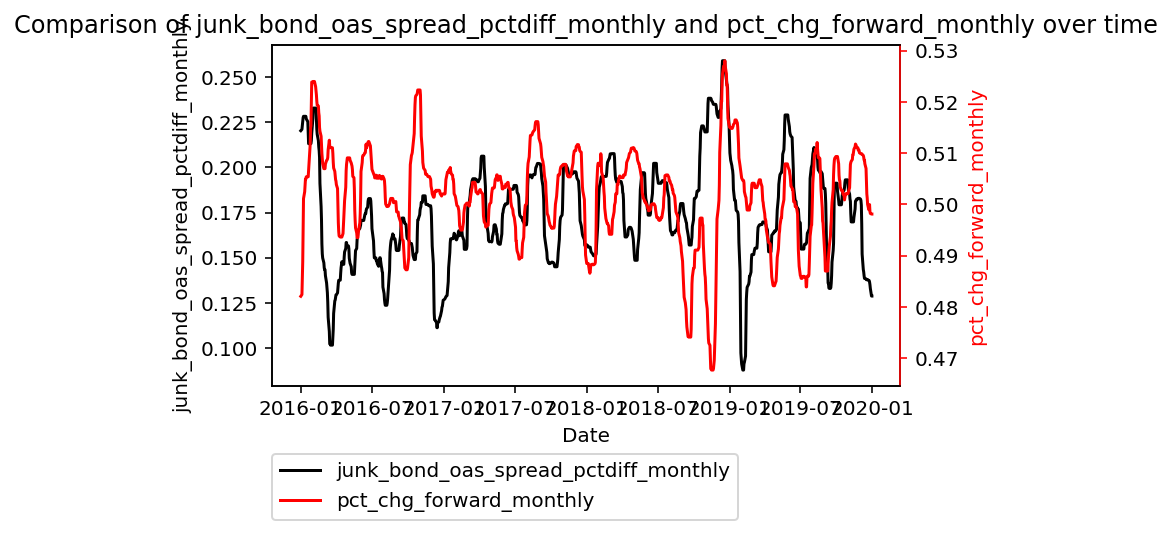 Comparison of junk_bond_oas_spread_pctdiff_monthly and pct_chg_forward_monthly over time
junk_bond_oas_spread_pctdiff_monthly
0.250
0.225
0.200
0.175
0.150
0.125
0.100
0.53
0.52
0.51
0.50
0.49
0.48
0.47
pct_chg_forward_monthly
2016-01 2016-07 2017-01 2017-07 2018-01 2018-07 2019-01 2019-07 2020-01
Date
junk_bond_oas_spread_pctdiff_monthly
pct_chg_forward_monthly